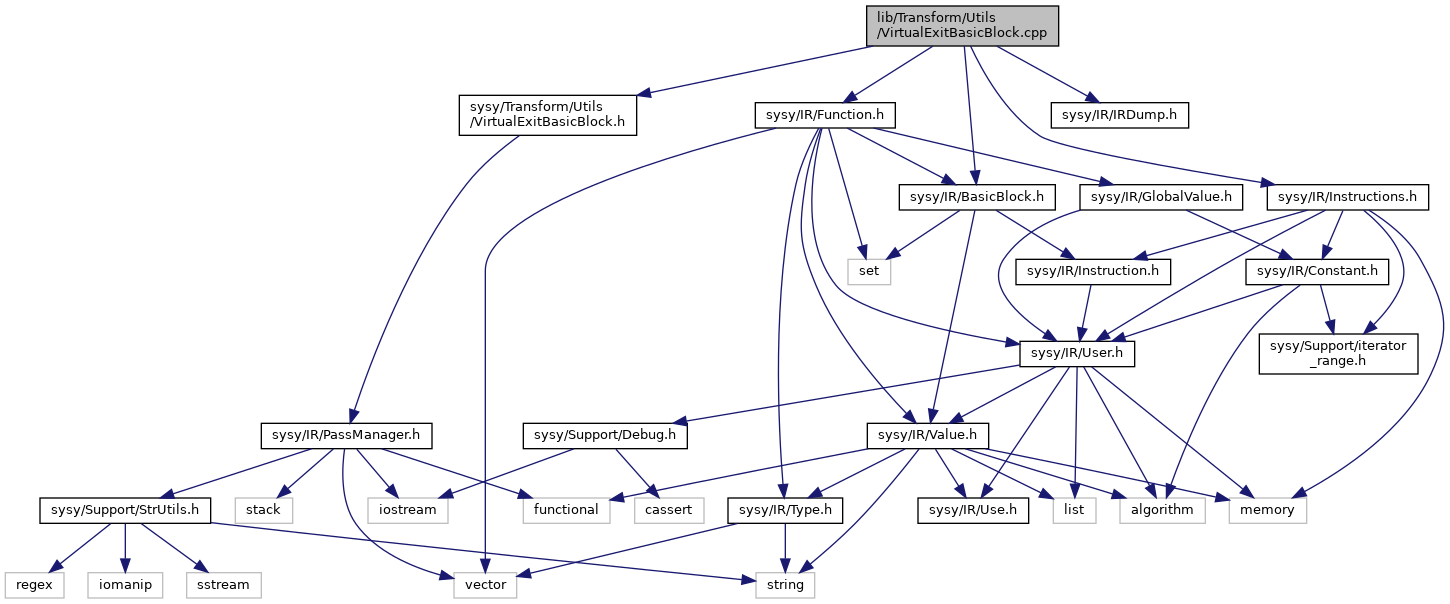 lib/Transform/Utils
/VirtualExitBasicBlock.cpp
sysy/Transform/Utils
/VirtualExitBasicBlock.h
sysy/IR/Function.h
sysy/IR/IRDump.h
sysy/IR/BasicBlock.h
sysy/IR/GlobalValue.h
sysy/IR/Instructions.h
set
sysy/IR/Instruction.h
sysy/IR/Constant.h
sysy/IR/User.h
sysy/Support/iterator
_range.h
sysy/IR/PassManager.h
sysy/Support/Debug.h
sysy/IR/Value.h
sysy/Support/StrUtils.h
stack
iostream
functional
cassert
sysy/IR/Type.h
sysy/IR/Use.h
list
algorithm
memory
regex
iomanip
sstream
vector
string